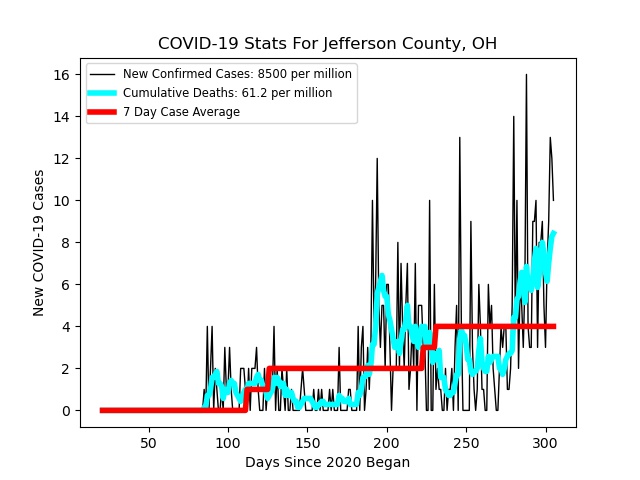 COVID-19 Stats For Jefferson County, OH
New Confirmed Cases: 8500 per million
Cumulative Deaths: 61.2 per million
7 Day Case Average
16
14
12
10
8
6
4
2
0
New COVID-19 Cases
50 100 150 200 250 300
Days Since 2020 Began